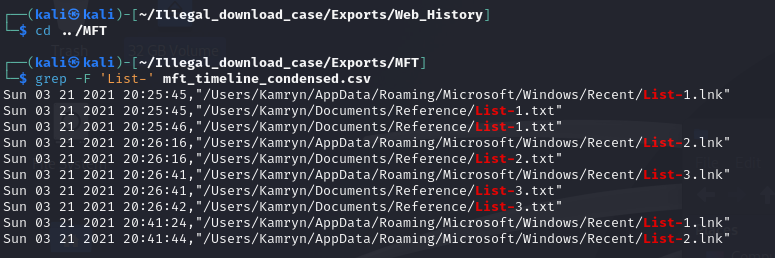 ┌──(kali㉿kali)-[~/Illegal_download_case/Exports/Web_History]
└─$ cd ../MFT
┌──(kali㉿kali)-[~/Illegal_download_case/Exports/MFT]
└─$ grep -F 'List-' mft_timeline_condensed.csv
Sun 03 21 2021 20:25:45,"/Users/Kamryn/AppData/Roaming/Microsoft/Windows/Recent/List-1.lnk"
Sun 03 21 2021 20:25:45,"/Users/Kamryn/Documents/Reference/List-1.txt"
Sun 03 21 2021 20:25:46,"/Users/Kamryn/Documents/Reference/List-1.txt"
Sun 03 21 2021 20:26:16,"/Users/Kamryn/AppData/Roaming/Microsoft/Windows/Recent/List-2.lnk"
Sun 03 21 2021 20:26:16,"/Users/Kamryn/Documents/Reference/List-2.txt"
Sun 03 21 2021 20:26:41,"/Users/Kamryn/AppData/Roaming/Microsoft/Windows/Recent/List-3.lnk"
Sun 03 21 2021 20:26:41,"/Users/Kamryn/Documents/Reference/List-3.txt"
Sun 03 21 2021 20:26:42,"/Users/Kamryn/Documents/Reference/List-3.txt"
Sun 03 21 2021 20:41:24,"/Users/Kamryn/AppData/Roaming/Microsoft/Windows/Recent/List-1.lnk"
Sun 03 21 2021 20:41:44,"/Users/Kamryn/AppData/Roaming/Microsoft/Windows/Recent/List-2.lnk"